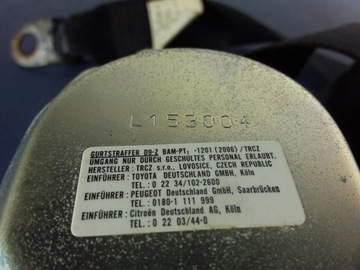 L153004
GURTSTRAFFER D9-Z BAM-PT₁ -1201 (2006) / TRCZ
UMGANG NUR DURCH GESCHULTES PERSONAL ERLAUBT.
HERSTELLER : TRCZ s.r.o., LOVOSICE, CZECH REPUBLIC
EINFÜHRER : TOYOTA DEUTSCHLAND GMBH, Köln
TEL.: 0 22 34/102-2600
EINFÜHRER : PEUGEOT Deutschland GmbH, Saarbrücken
TEL.: 0180-1 111 999
EINFÜHRER : Citroën Deutschland AG, Köln
TEL.: 0 22 03/44-0